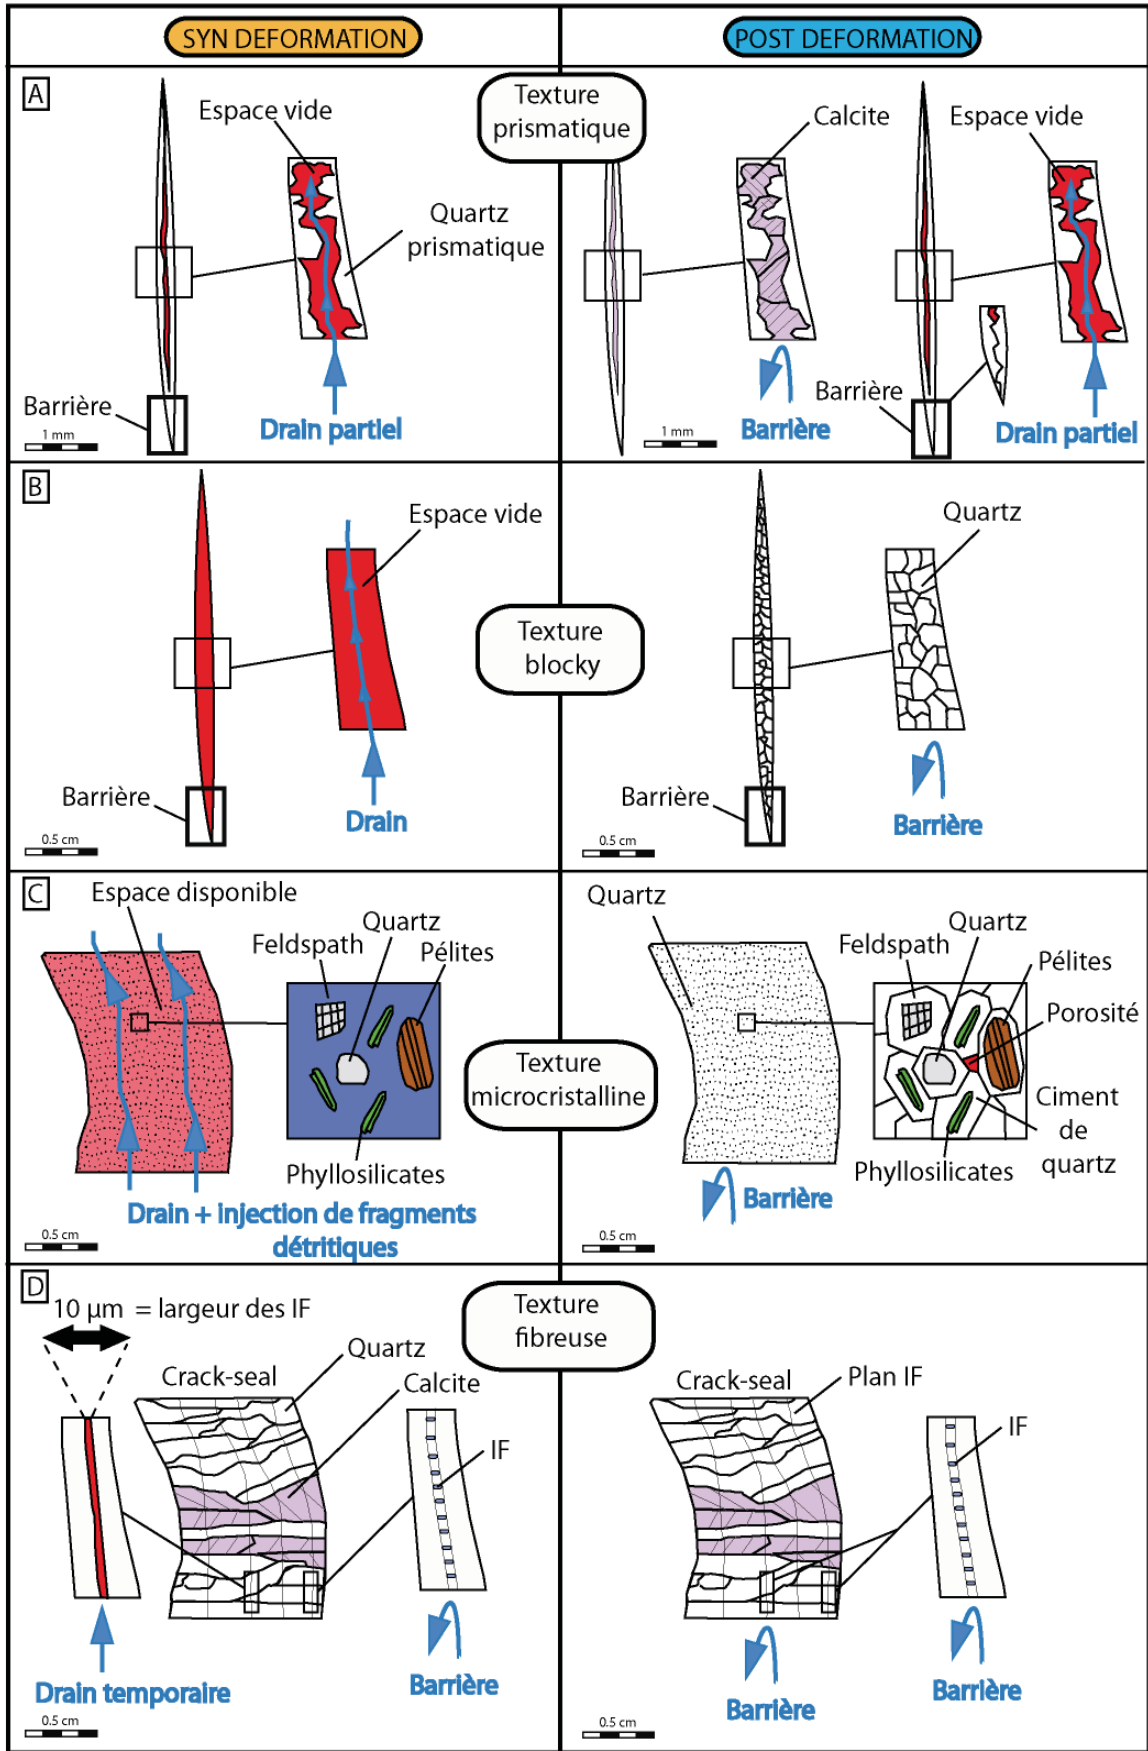 SYN DEFORMATION
POST DEFORMATION
A
Texture
prismatique
Espace vide
Quartz
prismatique
Barrière
1 mm
Drain partiel
Calcite
Espace vide
Barrière
1 mm
Barrière
Drain partiel
B
Texture
blocky
Espace vide
Barrière
0.5 cm
Drain
Quartz
Barrière
0.5 cm
Barrière
C
Texture
microcristalline
Espace disponible
Quartz
Feldspath
Pélites
Phyllosilicates
Drain + injection de fragments
détritiques
0.5 cm
Quartz
Quartz
Feldspath
Pélites
Porosité
Ciment
de
quartz
Phyllosilicates
Barrière
0.5 cm
D
Texture
fibreuse
10 µm = largeur des IF
Crack-seal
Quartz
Calcite
IF
Drain temporaire
Barrière
0.5 cm
Crack-seal
Plan IF
IF
Barrière
Barrière
0.5 cm